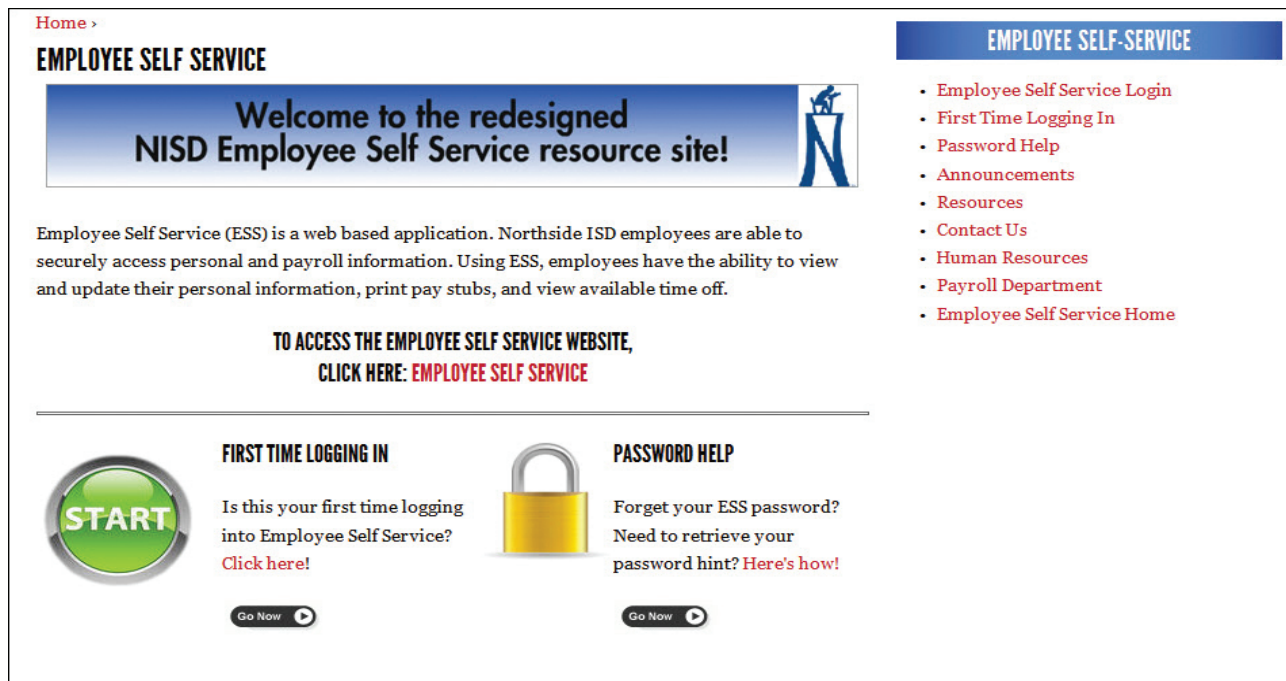 Home ›
EMPLOYEE SELF SERVICE
Welcome to the redesigned
NISD Employee Self Service resource site!
N
Employee Self Service (ESS) is a web based application. Northside ISD employees are able to
securely access personal and payroll information. Using ESS, employees have the ability to view
and update their personal information, print pay stubs, and view available time off.
TO ACCESS THE EMPLOYEE SELF SERVICE WEBSITE,
CLICK HERE: EMPLOYEE SELF SERVICE
START
FIRST TIME LOGGING IN
Is this your first time logging
into Employee Self Service?
Click here!
Go Now
PASSWORD HELP
Forget your ESS password?
Need to retrieve your
password hint? Here's how!
Go Now
EMPLOYEE SELF-SERVICE
• Employee Self Service Login
• First Time Logging In
• Password Help
• Announcements
• Resources
• Contact Us
• Human Resources
• Payroll Department
• Employee Self Service Home